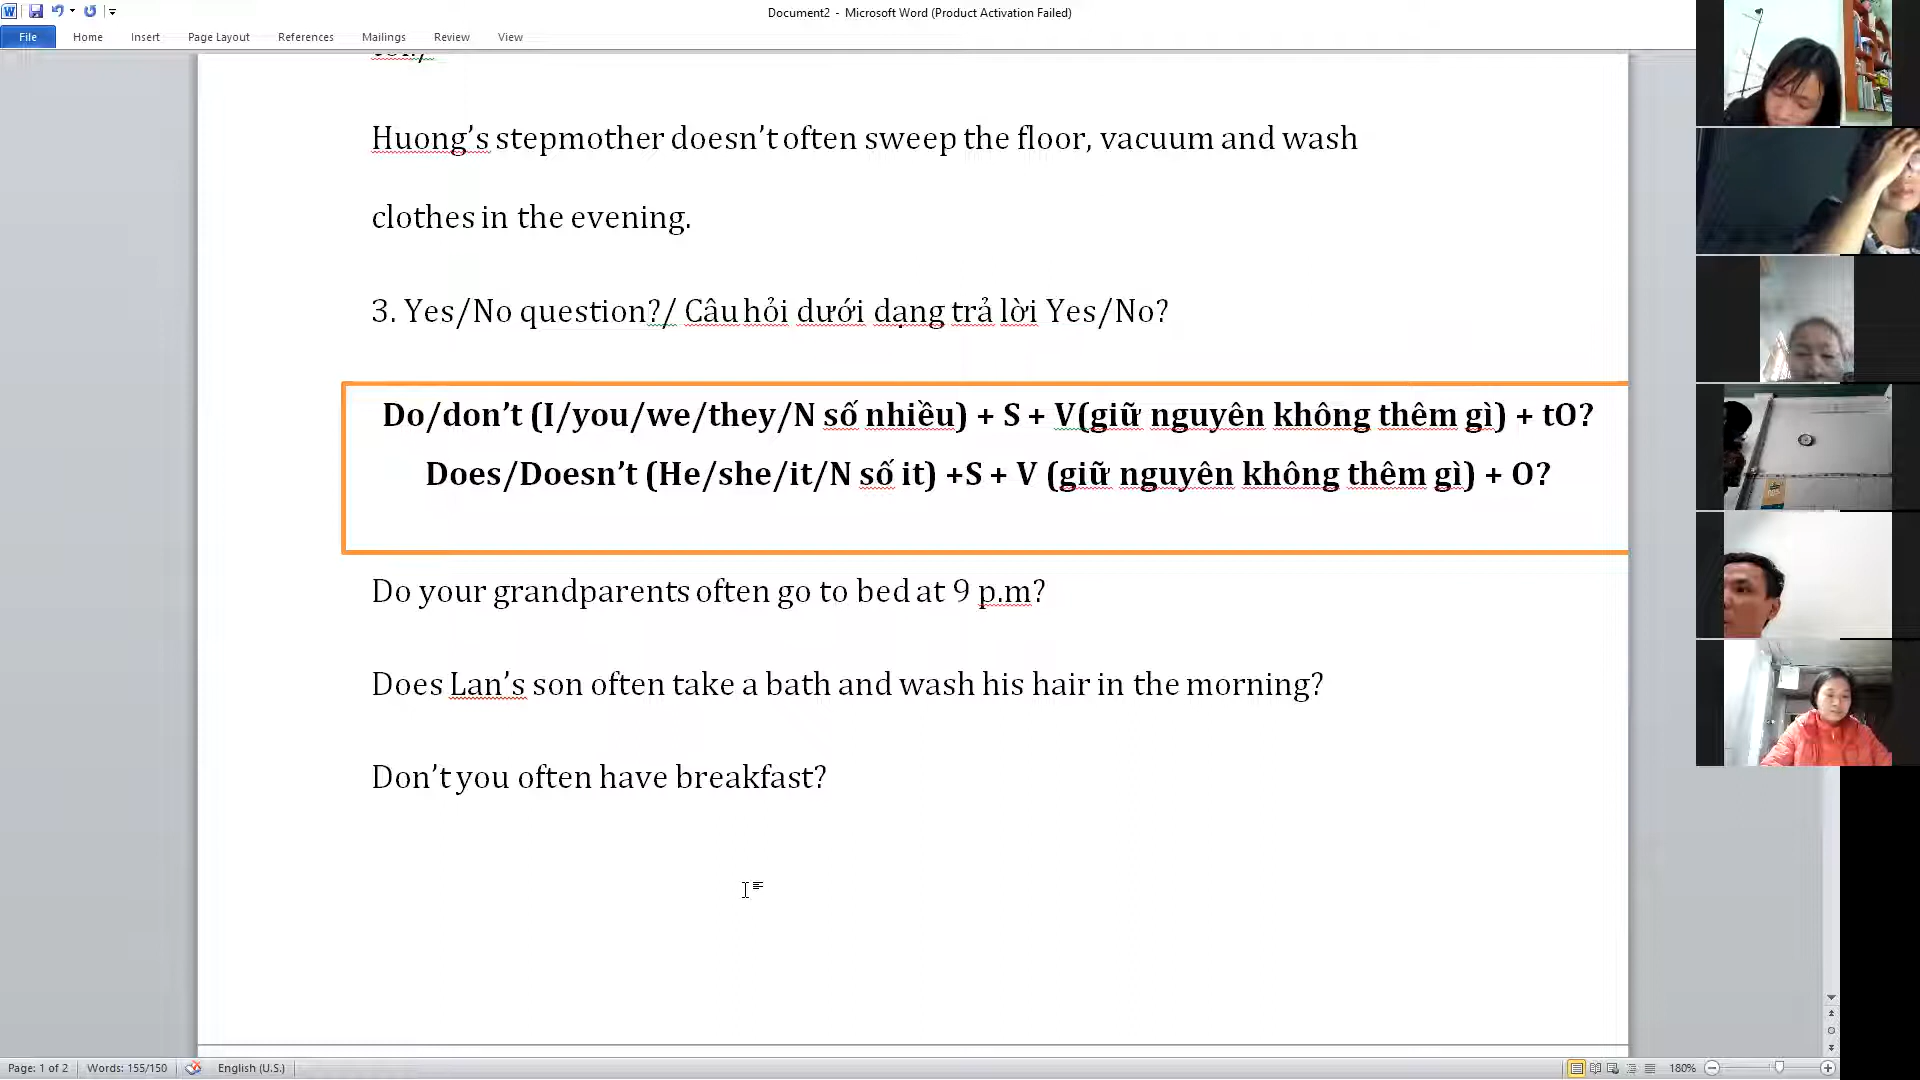 Document2 - Microsoft Word (Product Activation Failed)
File Home Insert Page Layout References Mailings Review View
Huong’s stepmother doesn’t often sweep the floor, vacuum and wash
clothes in the evening.
3. Yes/No question?/ Câu hỏi dưới dạng trả lời Yes/No?
Do/don’t (I/you/we/they/N số nhiều) + S + V(giữ nguyên không thêm gì) + tO?
Does/Doesn’t (He/she/it/N số it) +S + V (giữ nguyên không thêm gì) + O?
Do your grandparents often go to bed at 9 p.m?
Does Lan’s son often take a bath and wash his hair in the morning?
Don’t you often have breakfast?
Page: 1 of 2 Words: 155/150 English (U.S.) 180%